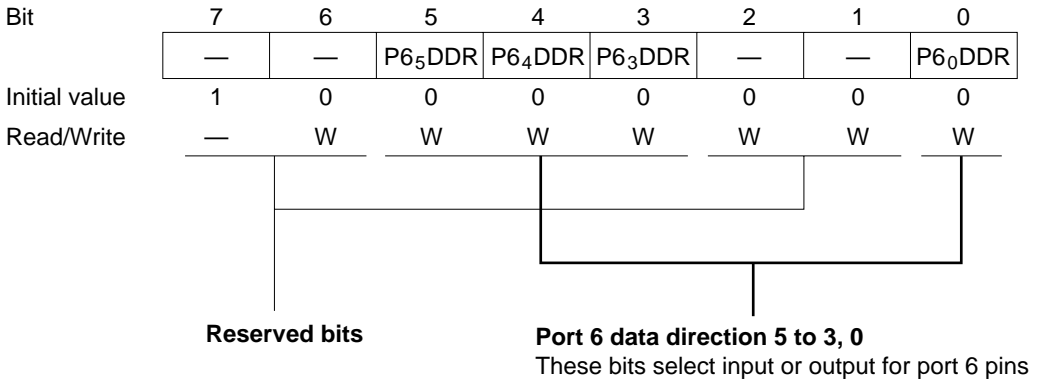 Bit 7 6 5 4 3 2 1 0
— — P6₅DDR P6₄DDR P6₃DDR — — P6₀DDR
Initial value 1 0 0 0 0 0 0 0
Read/Write — W W W W W W W
Reserved bits
Port 6 data direction 5 to 3, 0
These bits select input or output for port 6 pins